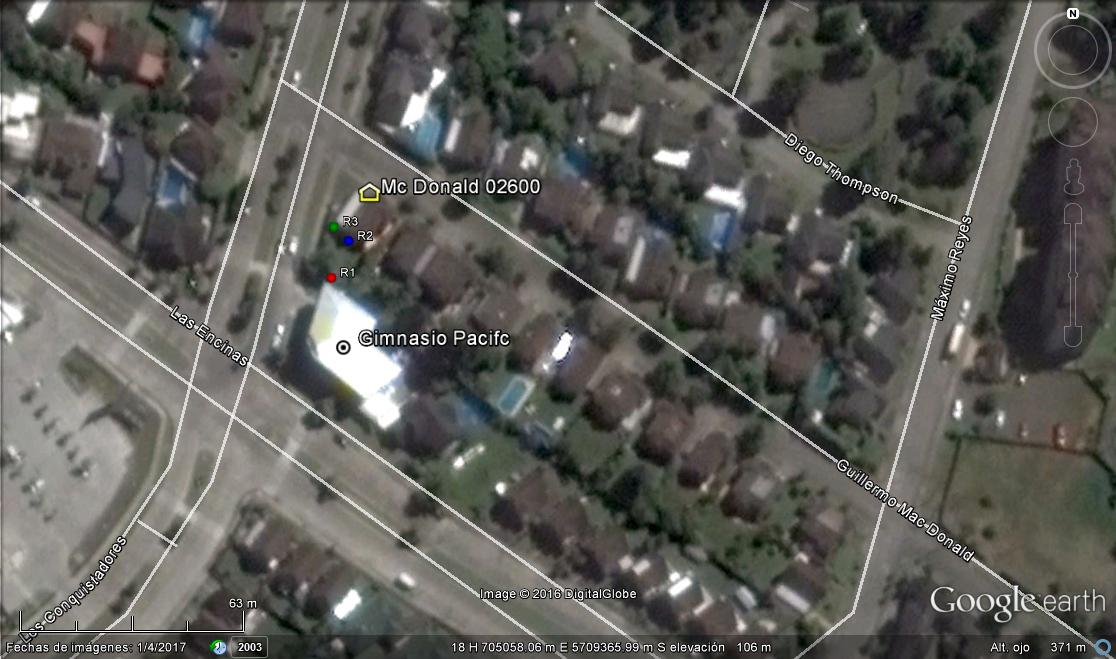 N
Mc Donald 02600
Diego Thompson
R3
R2
Máximo Reyes
R1
Las Encinas
Gimnasio Pacifc
Guillermo Mac Donald
Los Conquistadores
Image © 2016 DigitalGlobe
63 m
Google earth
Fechas de imágenes: 1/4/2017
2003
18 H 705058.06 m E 5709365.99 m S elevación 106 m
Alt. ojo 371 m